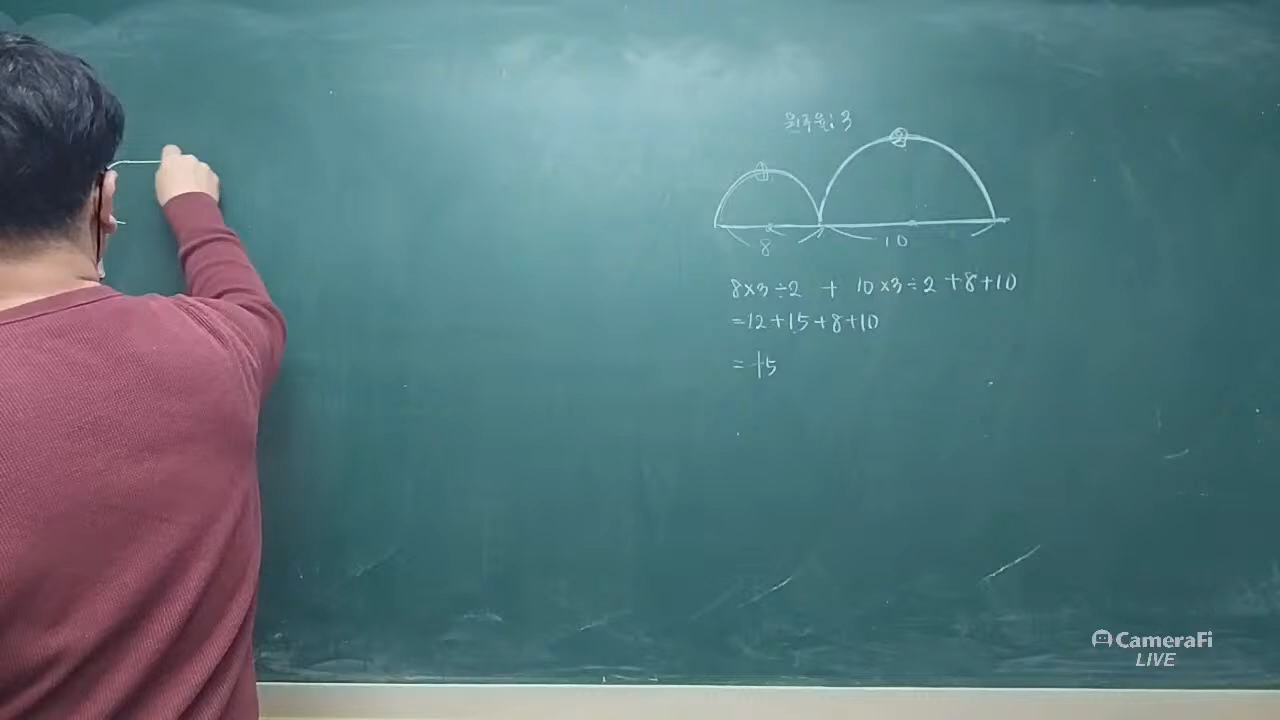 원주율: 3
① ②
8 10
8×3÷2 + 10×3÷2+8+10
=12+15+8+10
=45
CameraFi
LIVE